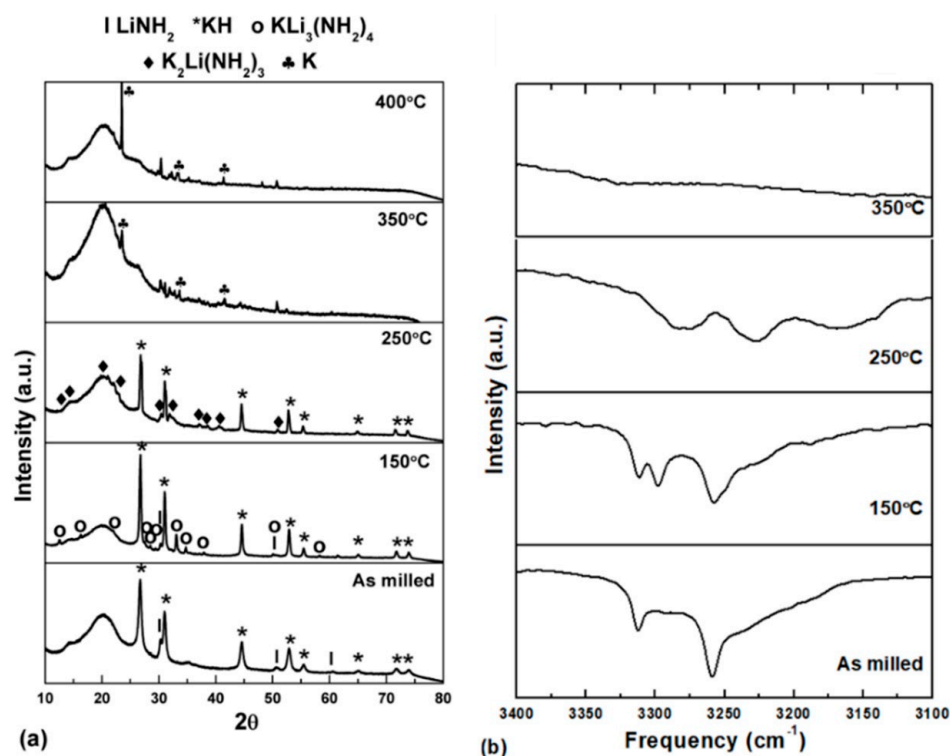 I LiNH₂ *KH o KLi₃(NH₂)₄
♦ K₂Li(NH₂)₃ ♣ K
Intensity (a.u.)
♣
400°C
♣ ♣
350°C
♣
♣ ♣
250°C
* *
♦ ♦ ♦ ♦ ♦ ♦ ♦ ♦ ♦ ♦
* * * * **
150°C
* *
o o o o o o I o o o o o
I
* * * * **
As milled
* *
I I I
* * * * **
10 20 30 40 50 60 70 80
2θ
(a)
Intensity (a.u.)
350°C
250°C
150°C
As milled
3400 3350 3300 3250 3200 3150 3100
Frequency (cm⁻¹)
(b)